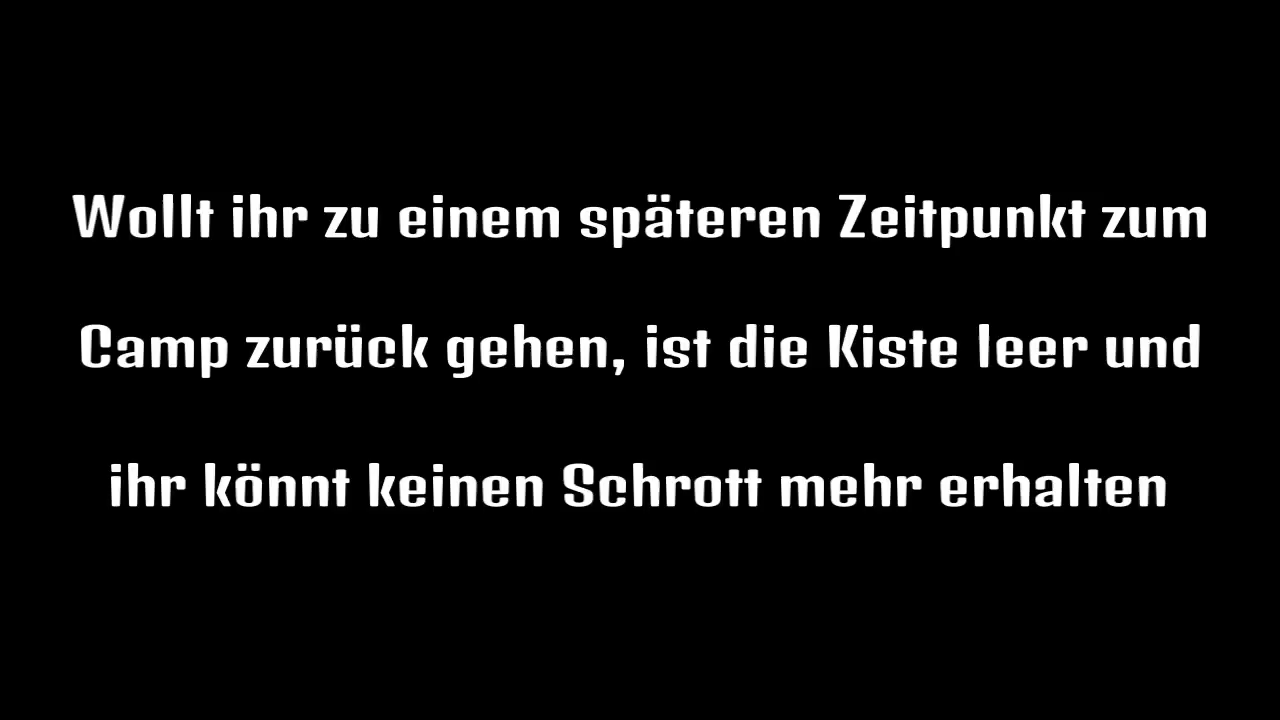 Wollt ihr zu einem späteren Zeitpunkt zum
Camp zurück gehen, ist die Kiste leer und
ihr könnt keinen Schrott mehr erhalten